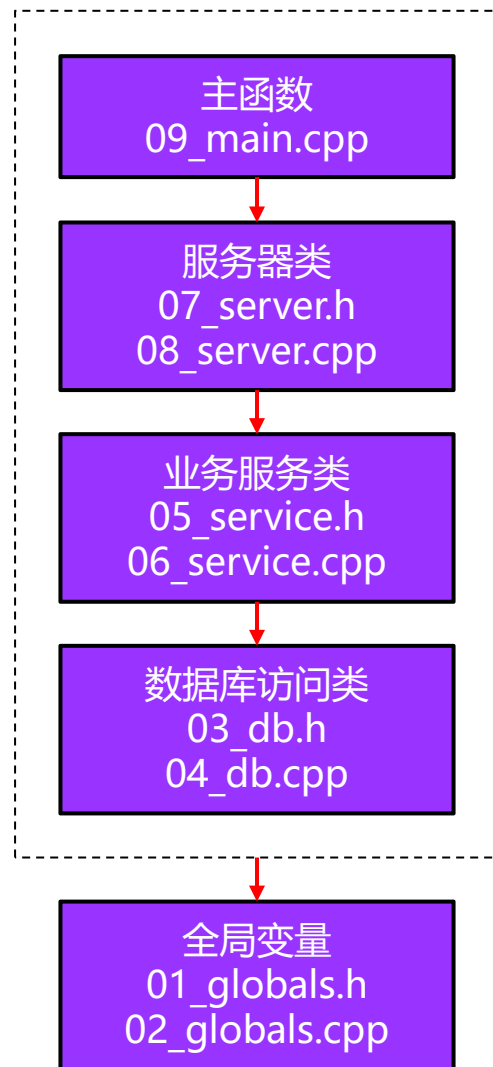 主函数
09_main.cpp
服务器类
07_server.h
08_server.cpp
业务服务类
05_service.h
06_service.cpp
数据库访问类
03_db.h
04_db.cpp
全局变量
01_globals.h
02_globals.cpp